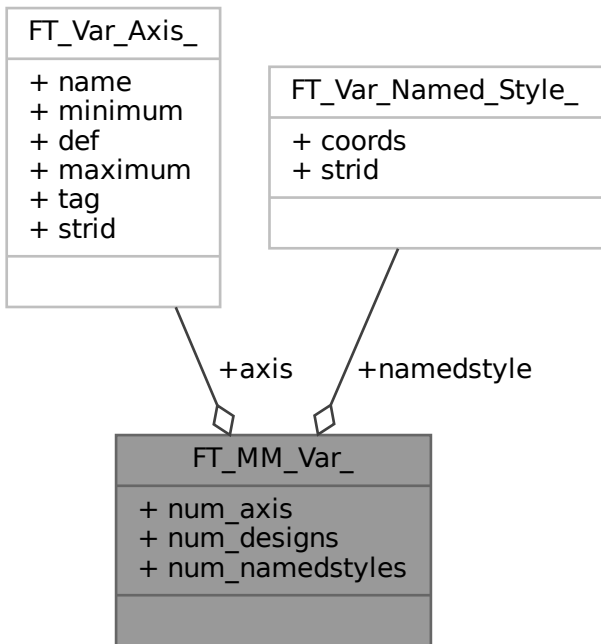 FT_Var_Axis_
+ name
+ minimum
+ def
+ maximum
+ tag
+ strid
FT_Var_Named_Style_
+ coords
+ strid
+axis
+namedstyle
FT_MM_Var_
+ num_axis
+ num_designs
+ num_namedstyles